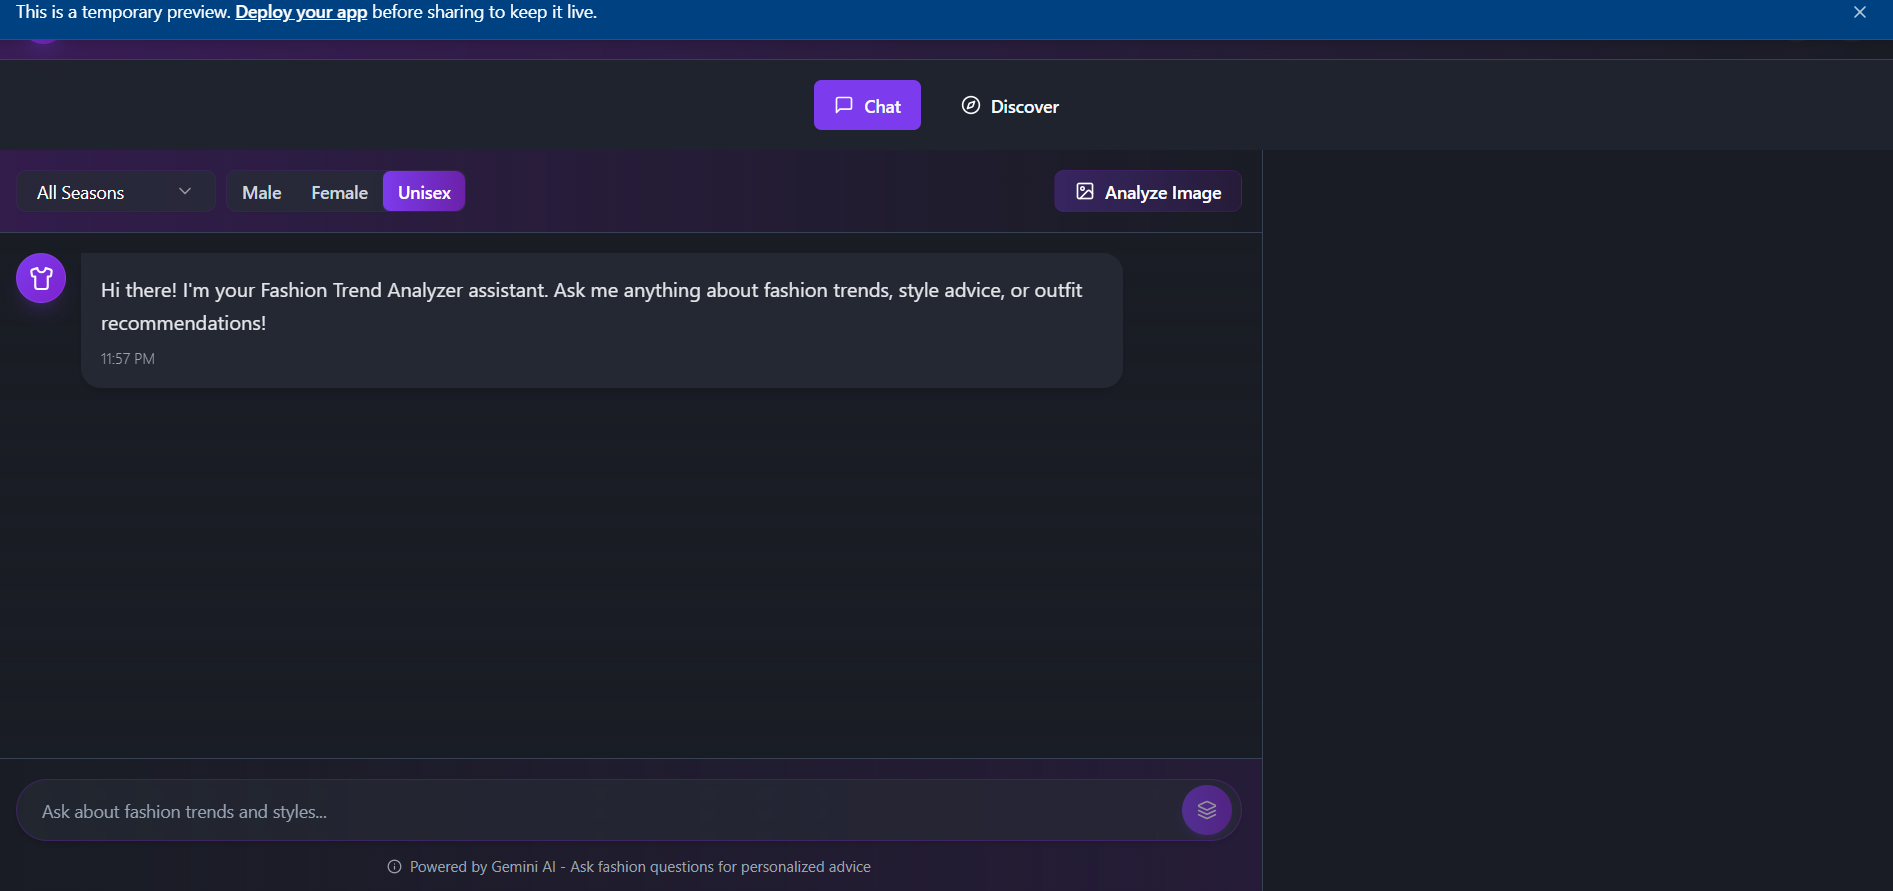 This is a temporary preview. Deploy your app before sharing to keep it live.
Chat
Discover
All Seasons
Male
Female
Unisex
Analyze Image
Hi there! I'm your Fashion Trend Analyzer assistant. Ask me anything about fashion trends, style advice, or outfit
recommendations!
11:57 PM
Ask about fashion trends and styles...
Powered by Gemini AI - Ask fashion questions for personalized advice